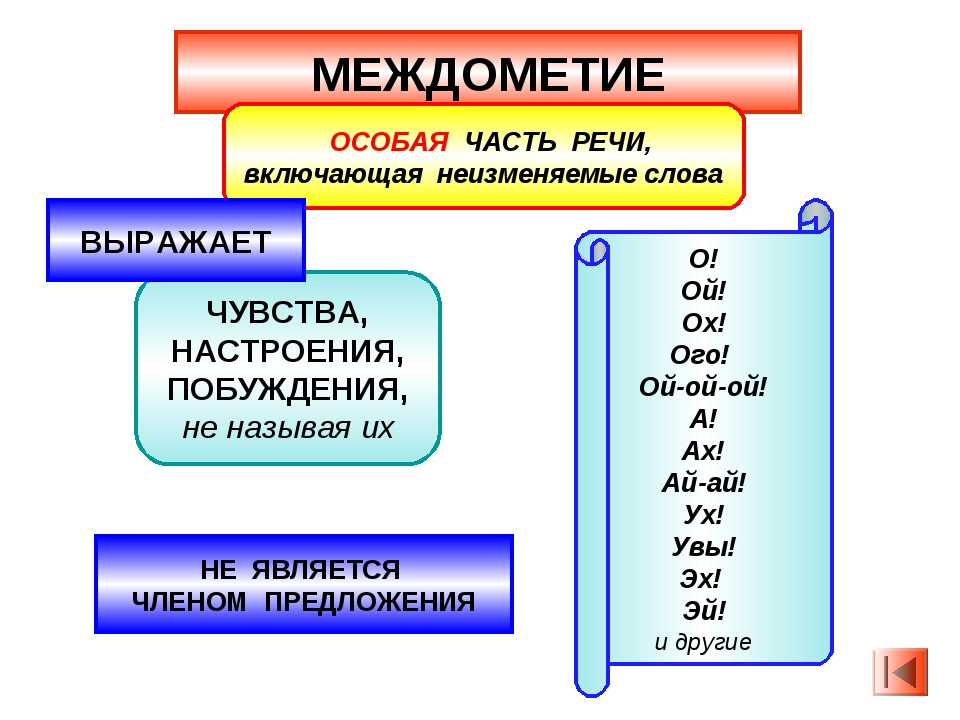 МЕЖДОМЕТИЕ
ОСОБАЯ ЧАСТЬ РЕЧИ,
включающая неизменяемые слова
ВЫРАЖАЕТ
ЧУВСТВА,
НАСТРОЕНИЯ,
ПОБУЖДЕНИЯ,
не называя их
НЕ ЯВЛЯЕТСЯ
ЧЛЕНОМ ПРЕДЛОЖЕНИЯ
О!
Ой!
Ох!
Ого!
Ой-ой-ой!
А!
Ах!
Ай-ай!
Ух!
Увы!
Эх!
Эй!
и другие